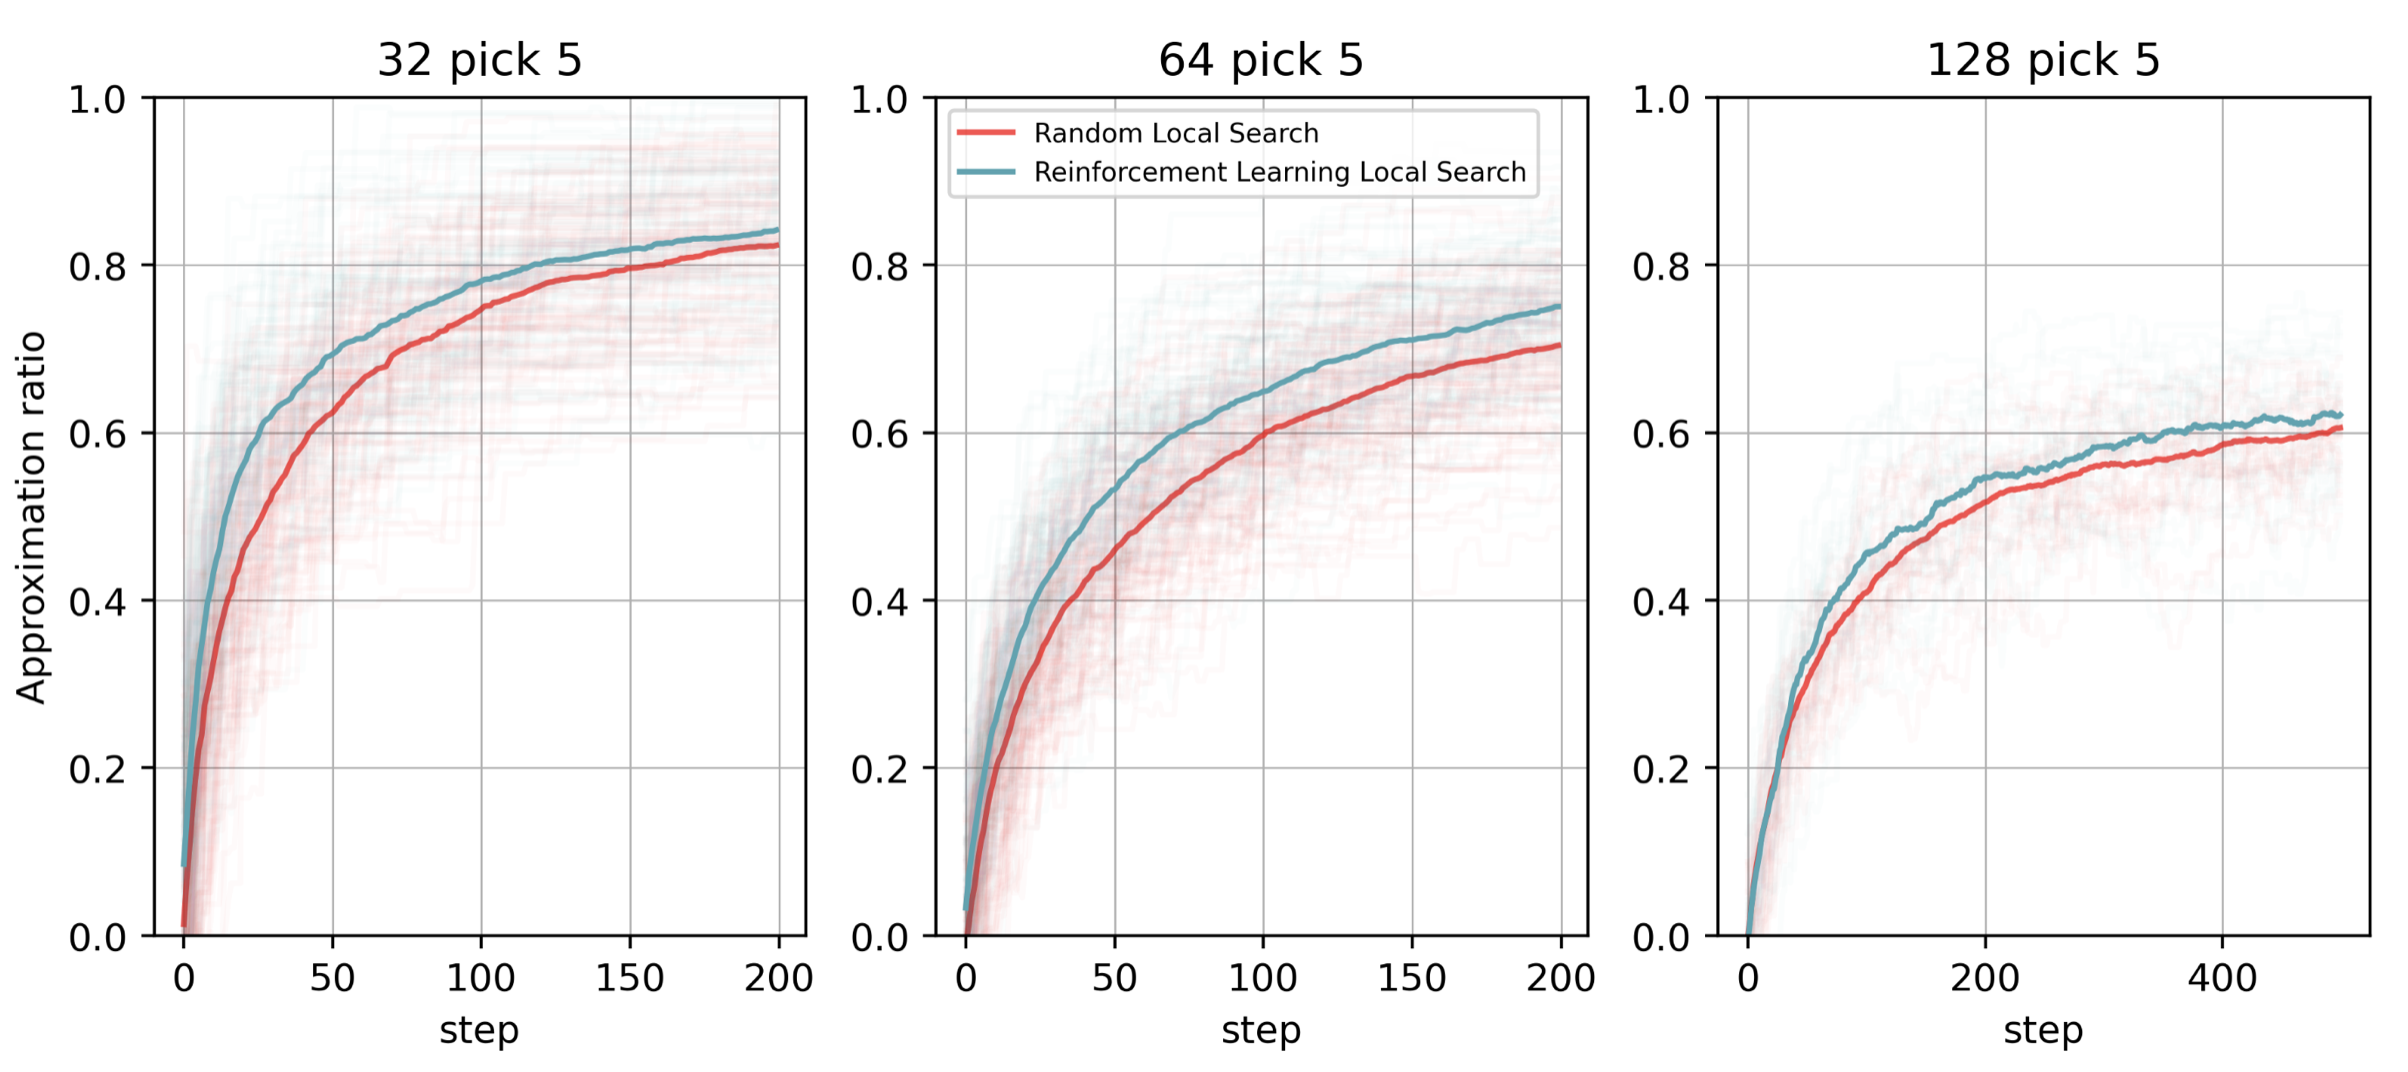 32 pick 5
64 pick 5
128 pick 5
Approximation ratio
1.0
0.8
0.6
0.4
0.2
0.0
0 50 100 150 200
step
1.0
0.8
0.6
0.4
0.2
0.0
Random Local Search
Reinforcement Learning Local Search
0 50 100 150 200
step
1.0
0.8
0.6
0.4
0.2
0.0
0 200 400
step